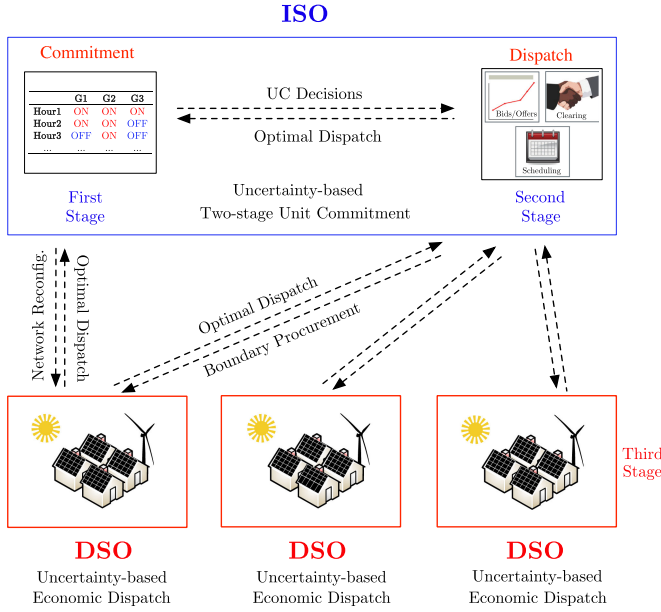 ISO
Commitment
G1 G2 G3
Hour1 ON ON ON
Hour2 ON ON OFF
Hour3 OFF ON OFF
... ... ... ...
First
Stage
UC Decisions
Optimal Dispatch
Uncertainty-based
Two-stage Unit Commitment
Dispatch
Bids/Offers
Clearing
Scheduling
Second
Stage
Network Reconfig.
Optimal Dispatch
Optimal Dispatch
Boundary Procurement
Third
Stage
DSO
Uncertainty-based
Economic Dispatch
DSO
Uncertainty-based
Economic Dispatch
DSO
Uncertainty-based
Economic Dispatch